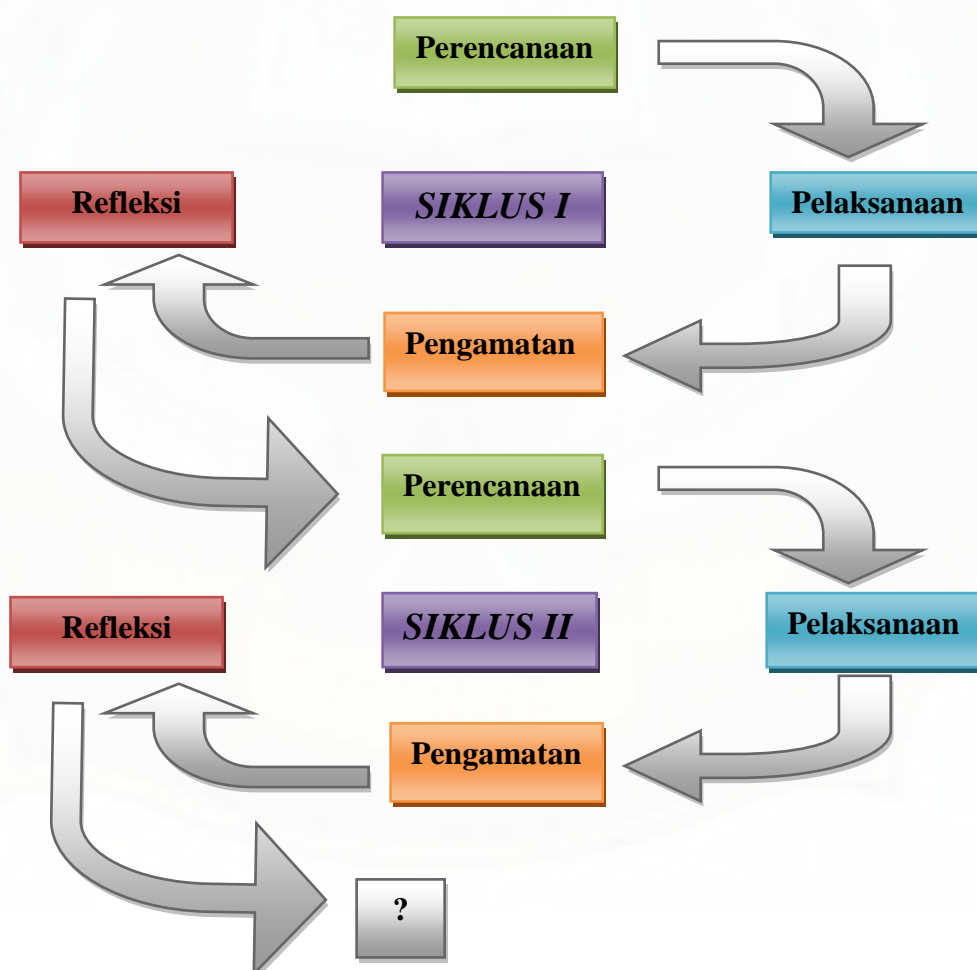 Perencanaan
Refleksi
SIKLUS I
Pelaksanaan
Pengamatan
Perencanaan
Refleksi
SIKLUS II
Pelaksanaan
Pengamatan
?